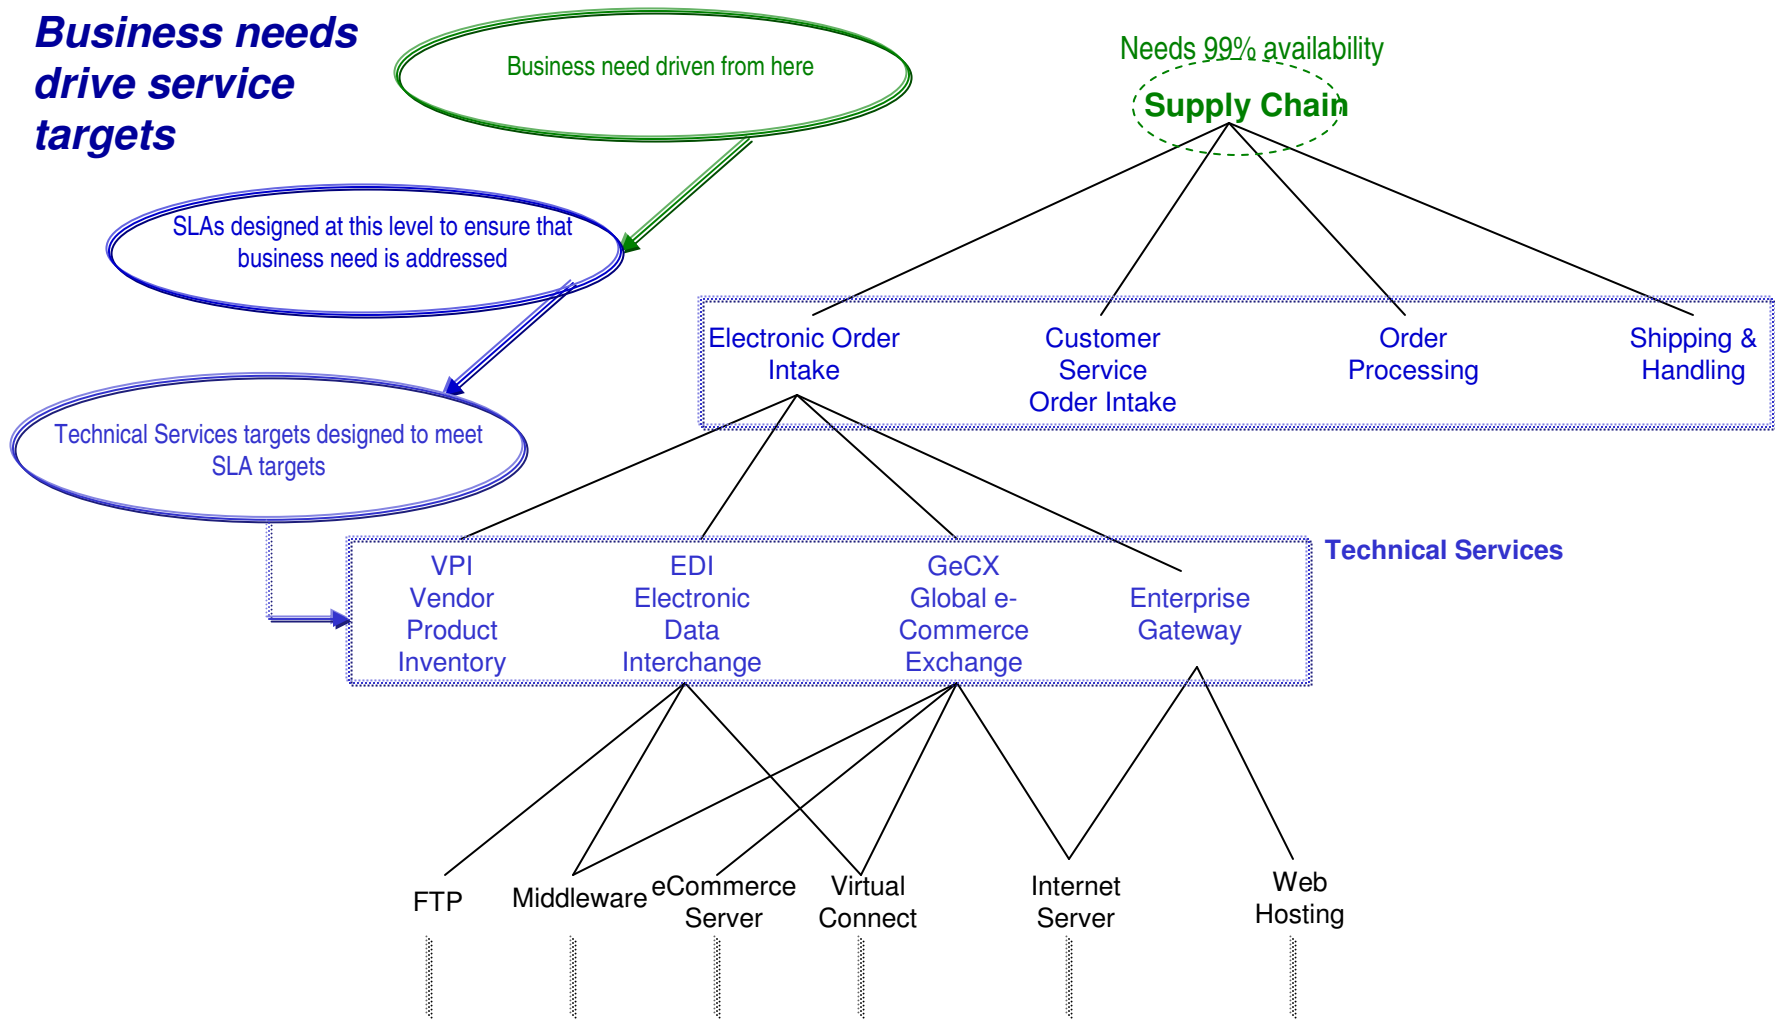 Business needs
drive service
targets
Business need driven from here
Needs 99% availability
Supply Chain
SLAs designed at this level to ensure that
business need is addressed
Electronic Order
Intake
Customer
Service
Order Intake
Order
Processing
Shipping &
Handling
Technical Services targets designed to meet
SLA targets
Technical Services
VPI
Vendor
Product
Inventory
EDI
Electronic
Data
Interchange
GeCX
Global e-
Commerce
Exchange
Enterprise
Gateway
FTP
Middleware
eCommerce
Server
Virtual
Connect
Internet
Server
Web
Hosting